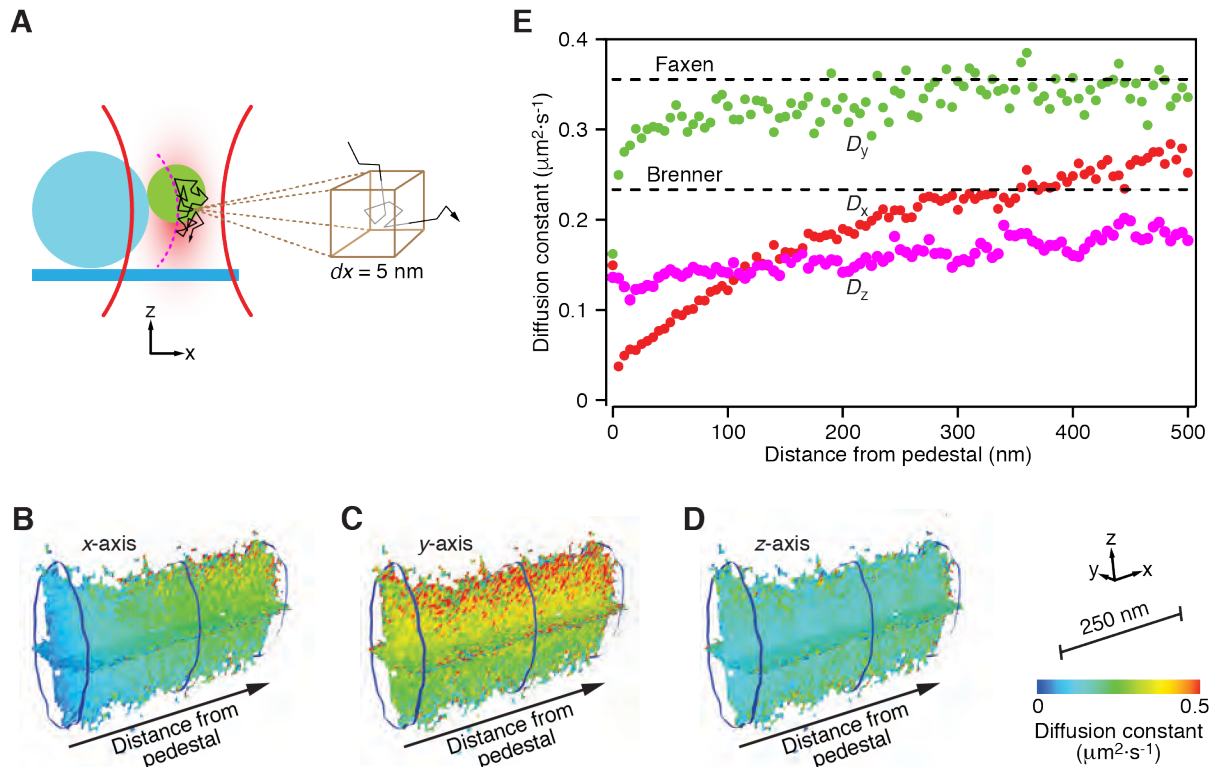 A
z
x
dx = 5 nm
E
Diffusion constant (μm²·s⁻¹)
0.4
0.3
0.2
0.1
0
Faxen
Brenner
Dy
Dx
Dz
0
100
200
300
400
500
Distance from pedestal (nm)
B
x-axis
Distance from
pedestal
C
y-axis
Distance from
pedestal
D
z-axis
Distance from
pedestal
z
y
x
250 nm
0
0.5
Diffusion constant
(μm²·s⁻¹)